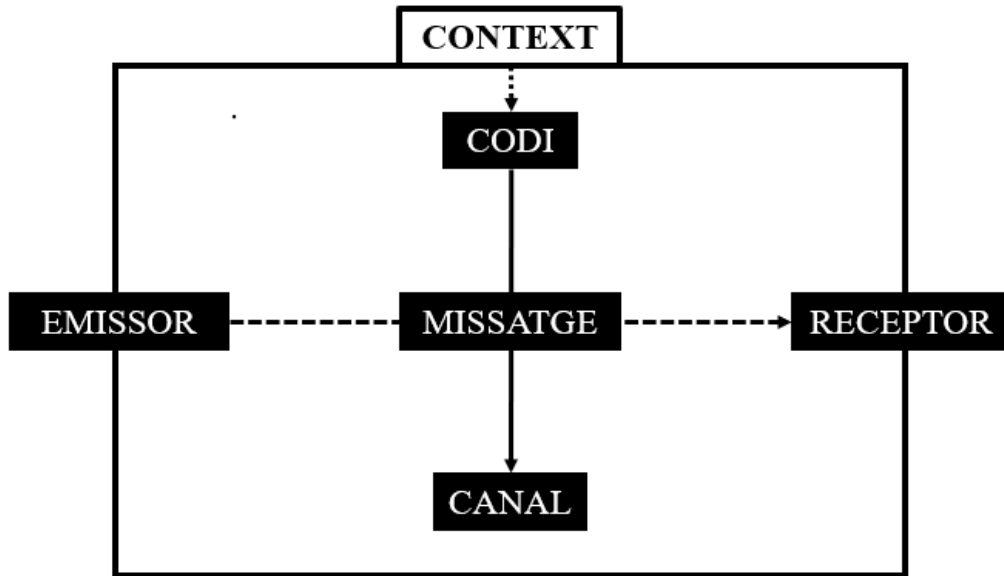 CONTEXT
CODI
EMISSOR
MISSATGE
RECEPTOR
CANAL